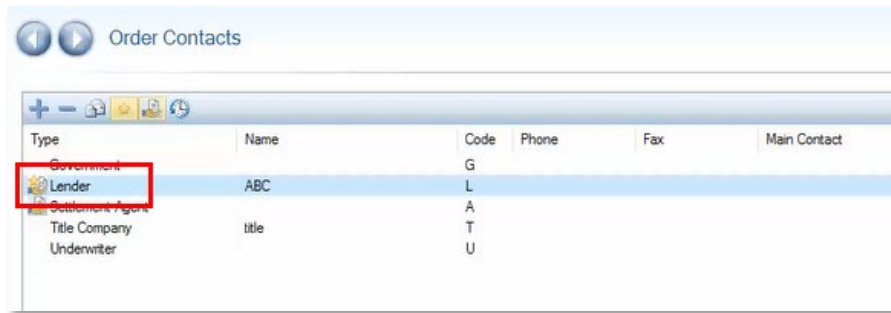 Order Contacts
Type Name Code Phone Fax Main Contact
Government G
Lender ABC L
Settlement Agent A
Title Company title T
Underwriter U